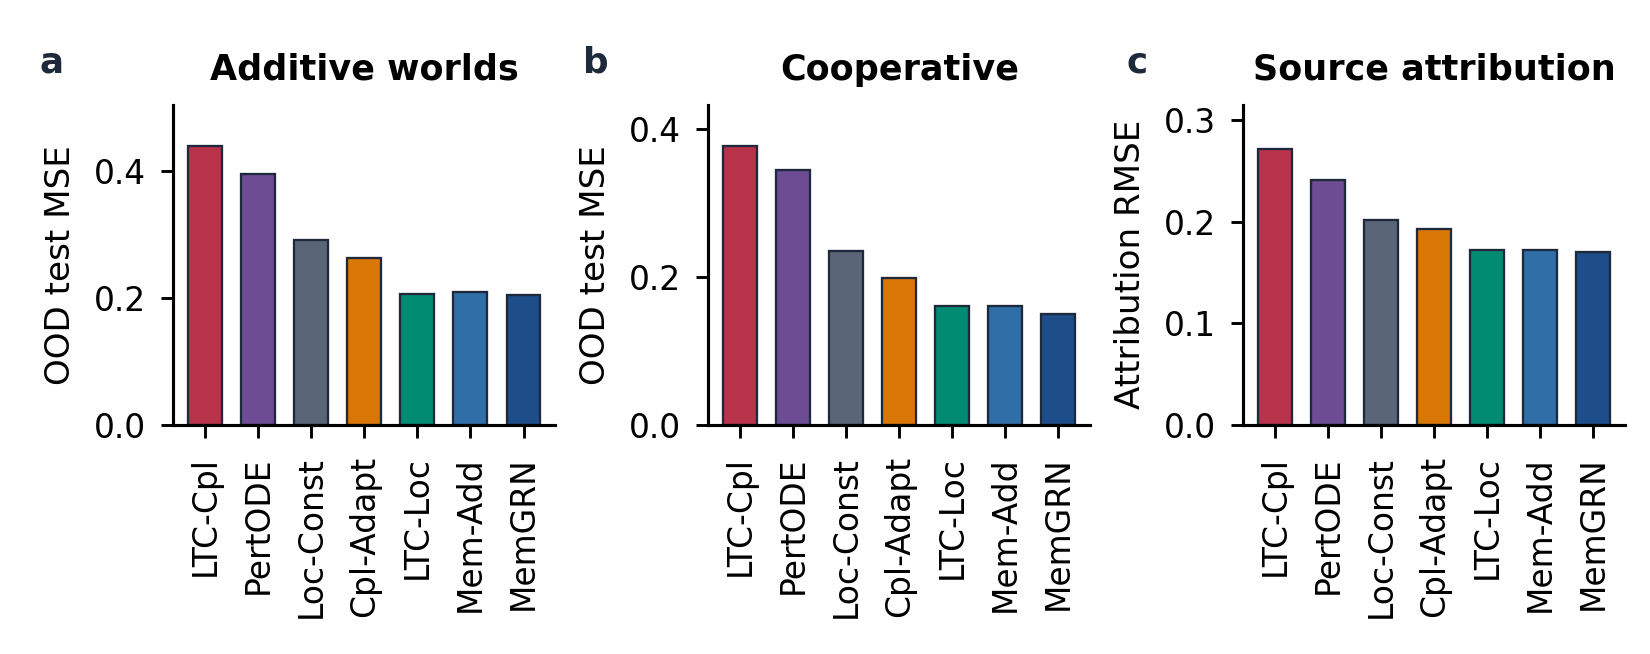 a
Additive worlds
OOD test MSE
0.4
0.2
0.0
LTC-Cpl
PertODE
Loc-Const
Cpl-Adapt
LTC-Loc
Mem-Add
MemGRN
b
Cooperative
OOD test MSE
0.4
0.2
0.0
LTC-Cpl
PertODE
Loc-Const
Cpl-Adapt
LTC-Loc
Mem-Add
MemGRN
c
Source attribution
Attribution RMSE
0.3
0.2
0.1
0.0
LTC-Cpl
PertODE
Loc-Const
Cpl-Adapt
LTC-Loc
Mem-Add
MemGRN